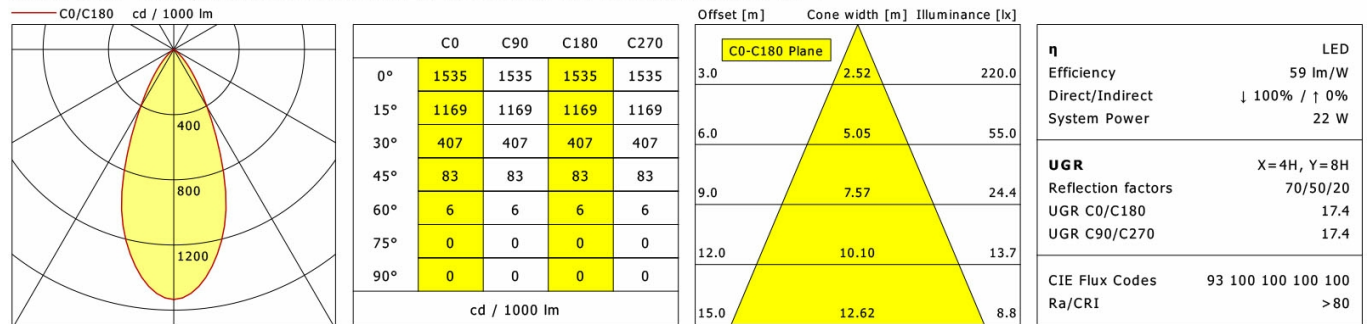 C0/C180 cd / 1000 lm
400
800
1200
C0 C90 C180 C270
0° 1535 1535 1535 1535
15° 1169 1169 1169 1169
30° 407 407 407 407
45° 83 83 83 83
60° 6 6 6 6
75° 0 0 0 0
90° 0 0 0 0
cd / 1000 lm
Offset [m] Cone width [m] Illuminance [lx]
C0-C180 Plane
3.0 2.52 220.0
6.0 5.05 55.0
9.0 7.57 24.4
12.0 10.10 13.7
15.0 12.62 8.8
η LED
Efficiency 59 lm/W
Direct/Indirect ↓ 100% / ↑ 0%
System Power 22 W
UGR X=4H, Y=8H
Reflection factors 70/50/20
UGR C0/C180 17.4
UGR C90/C270 17.4
CIE Flux Codes 93 100 100 100 100
Ra/CRI >80